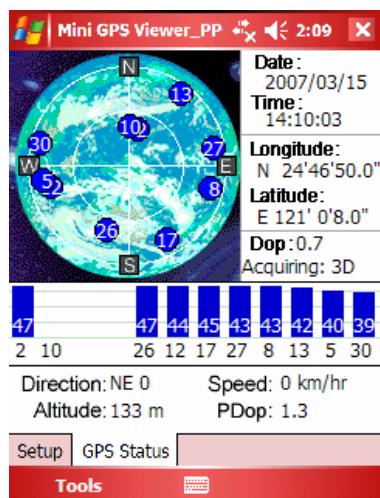 Mini GPS Viewer_PP 2:09
N
13
10 2
27
30
W E
5 2
8
26
17
S
Date:
2007/03/15
Time:
14:10:03
Longitude:
N 24'46'50.0"
Latitude:
E 121' 0'8.0"
Dop:0.7
Acquiring: 3D
47 47 44 45 43 43 42 40 39
2 10 26 12 17 27 8 13 5 30
Direction: NE 0 Speed: 0 km/hr
Altitude: 133 m PDop: 1.3
Setup GPS Status
Tools